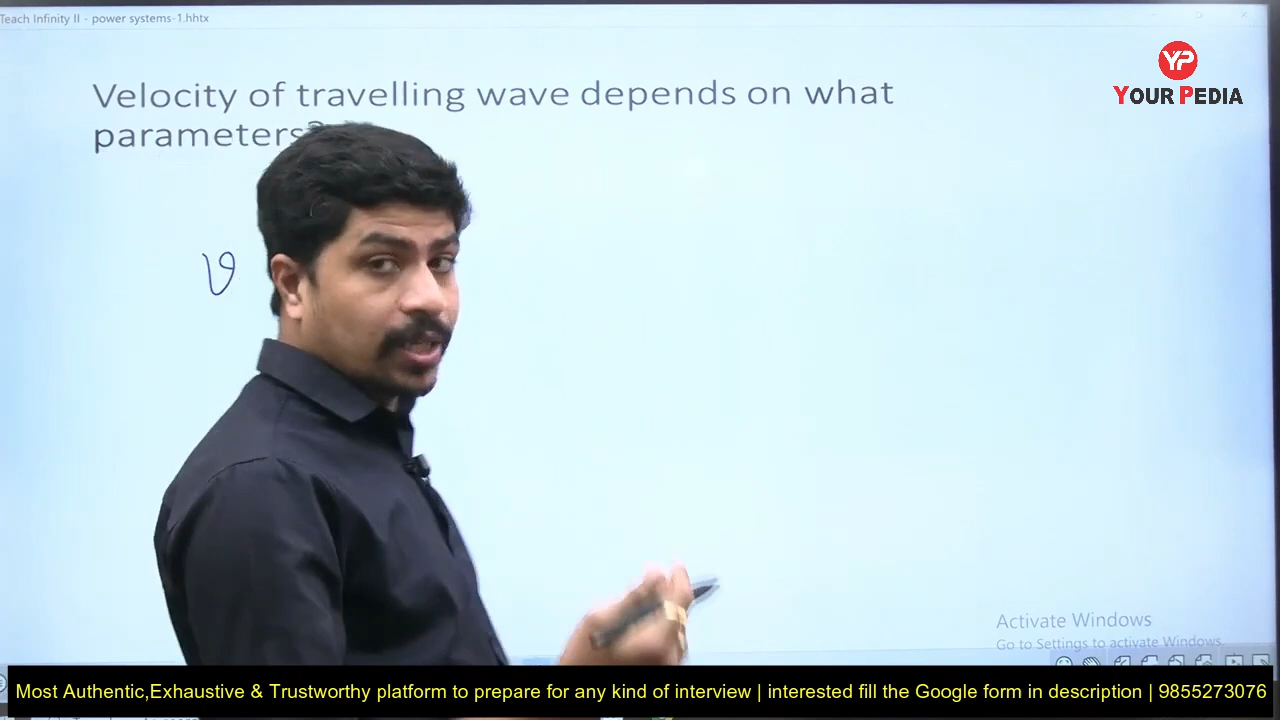 Teach Infinity II - power systems-1.hhtx
YP
YOUR PEDIA
Velocity of travelling wave depends on what
parameters?
v
Activate Windows
Go to Settings to activate Windows.
Most Authentic,Exhaustive & Trustworthy platform to prepare for any kind of interview | interested fill the Google form in description | 9855273076